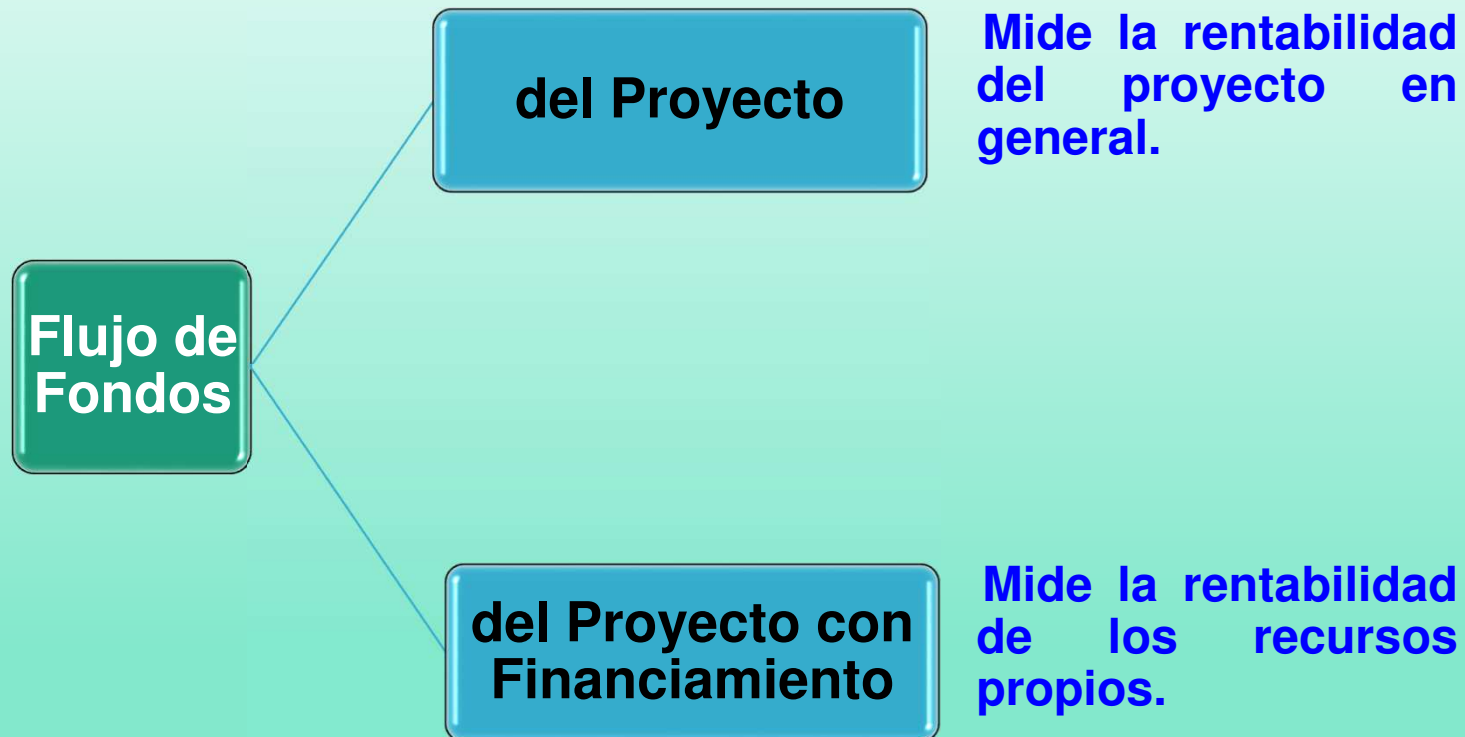 del Proyecto
Mide la rentabilidad
del proyecto en
general.
Flujo de
Fondos
del Proyecto con
Financiamiento
Mide la rentabilidad
de los recursos
propios.